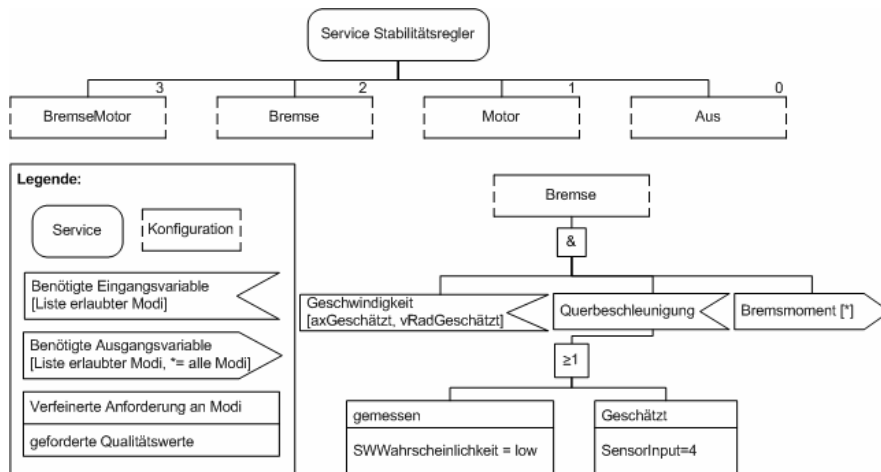 Service Stabilitätsregler
3
2
1
0
BremseMotor
Bremse
Motor
Aus
Legende:
Service
Konfiguration
Benötigte Eingangsvariable
[Liste erlaubter Modi]
Benötigte Ausgangsvariable
[Liste erlaubter Modi, *= alle Modi]
Verfeinerte Anforderung an Modi
geforderte Qualitätswerte
Bremse
&
Geschwindigkeit
[axGeschätzt, vRadGeschätzt]
Querbeschleunigung
Bremsmoment [*]
≥1
gemessen
SWWahrscheinlichkeit = low
Geschätzt
SensorInput=4